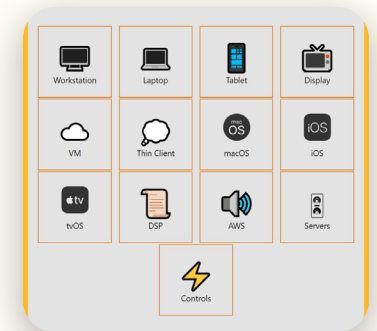 Workstation
Laptop
Tablet
Display
VM
Thin Client
mac
OS
macOS
iOS
iOS
tv
tvOS
DSP
AWS
Servers
Controls